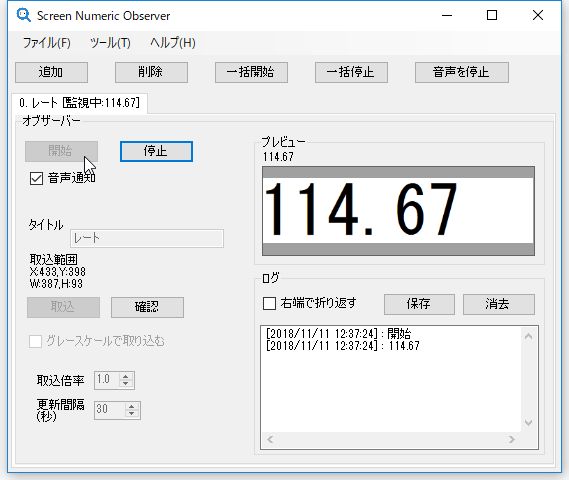 Screen Numeric Observer
ファイル(F) ツール(T) ヘルプ(H)
追加 削除 一括開始 一括停止 音声を停止
0. レート [監視中:114.67]
オブザーバー
開始 停止
音声通知
タイトル
レート
取込範囲
X:433,Y:398
W:387,H:93
取込 確認
グレースケールで取り込む
取込倍率 1.0
更新間隔
(秒) 30
プレビュー
114.67
114.67
ログ
右端で折り返す 保存 消去
[2018/11/11 12:37:24] : 開始
[2018/11/11 12:37:24] : 114.67